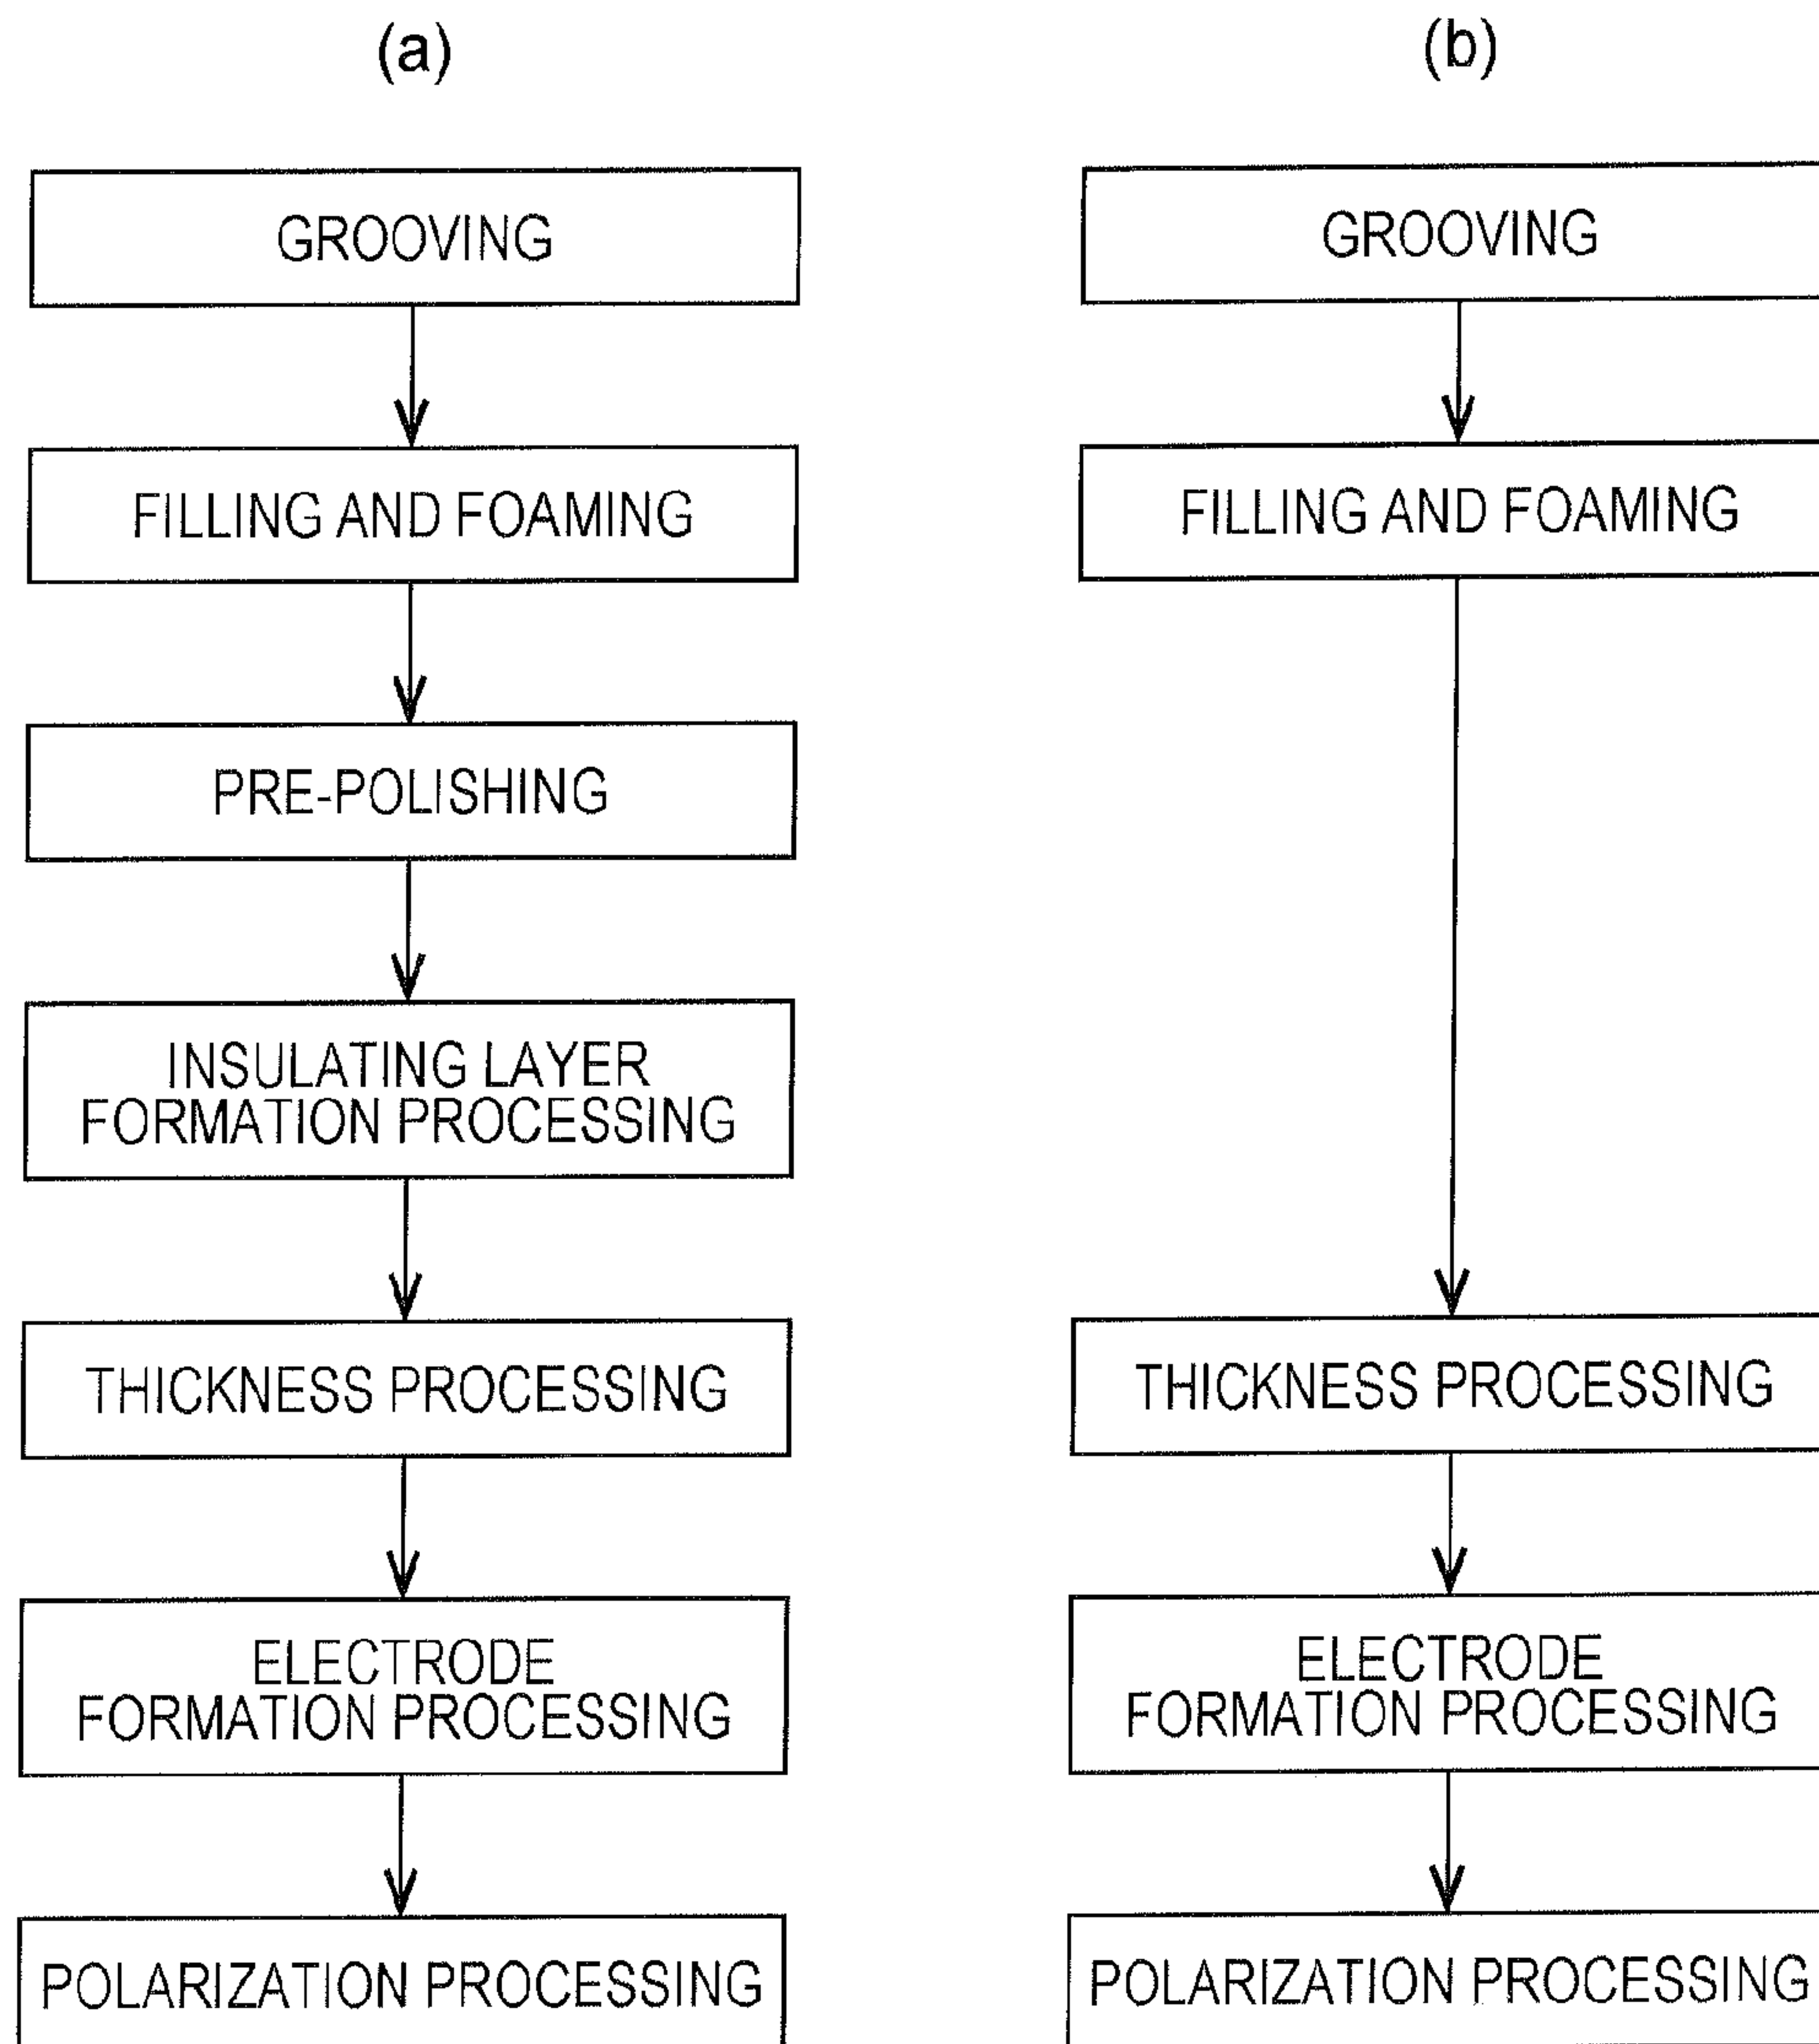 (a)
GROOVING
FILLING AND FOAMING
PRE-POLISHING
INSULATING LAYER
FORMATION PROCESSING
THICKNESS PROCESSING
ELECTRODE
FORMATION PROCESSING
POLARIZATION PROCESSING
(b)
GROOVING
FILLING AND FOAMING
THICKNESS PROCESSING
ELECTRODE
FORMATION PROCESSING
POLARIZATION PROCESSING